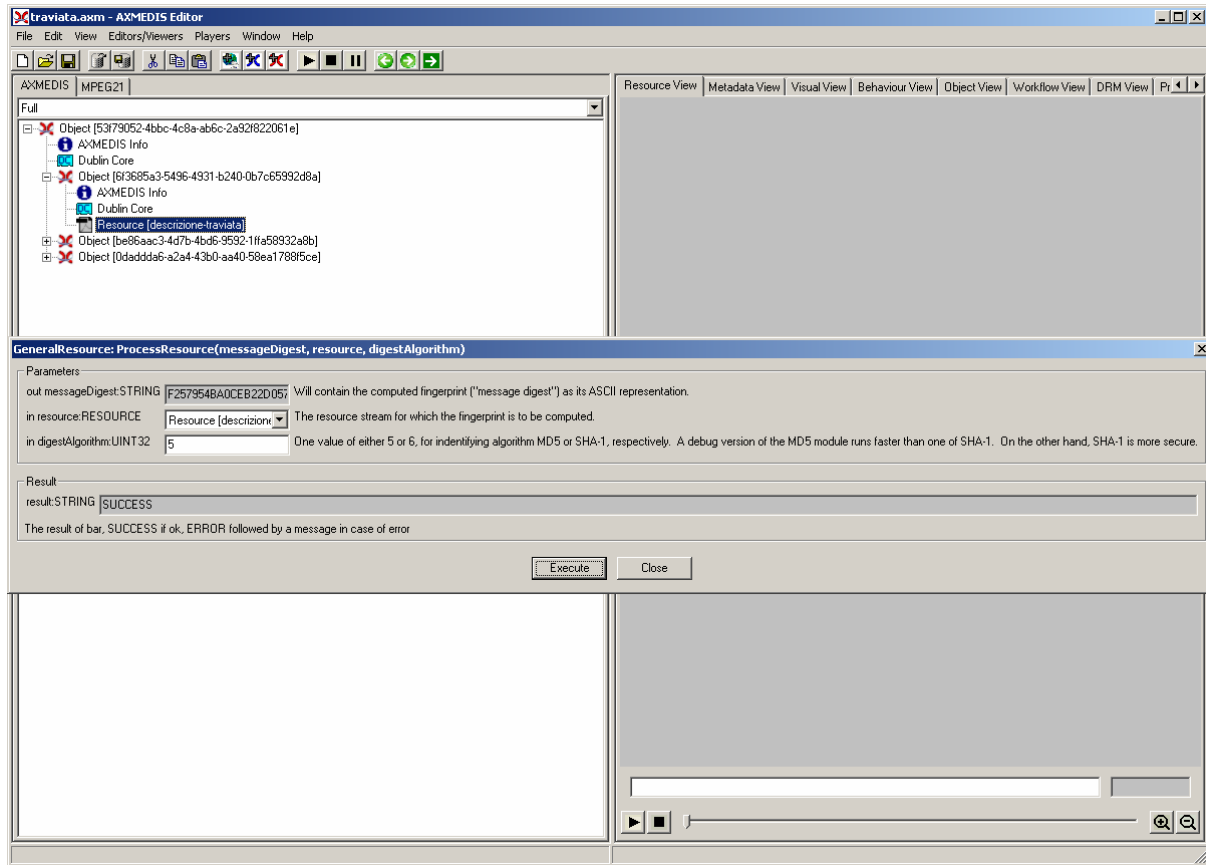 traviata.axm - AXMEDIS Editor
File Edit View Editors/Viewers Players Window Help
AXMEDIS MPEG21
Resource View Metadata View Visual View Behaviour View Object View Workflow View DRM View Pr
Full
Object [53f79052-4bbc-4c8a-ab6c-2a92f822061e]
AXMEDIS Info
Dublin Core
Object [6f3685a3-5496-4931-b240-0b7c65992d8a]
AXMEDIS Info
Dublin Core
Resource [descrizione-traviata]
Object [be86aac3-4d7b-4bd6-9592-1ffa58932a8b]
Object [0daddda6-a2a4-43b0-aa40-58ea1788f5ce]
GeneralResource: ProcessResource(messageDigest, resource, digestAlgorithm)
Parameters
out messageDigest:STRING F257954BA0CEB22D057 Will contain the computed fingerprint ("message digest") as its ASCII representation.
in resource:RESOURCE Resource [descrizione The resource stream for which the fingerprint is to be computed.
in digestAlgorithm:UINT32 5 One value of either 5 or 6, for indentifying algorithm MD5 or SHA-1, respectively. A debug version of the MD5 module runs faster than one of SHA-1. On the other hand, SHA-1 is more secure.
Result
result:STRING SUCCESS
The result of bar, SUCCESS if ok, ERROR followed by a message in case of error
Execute Close